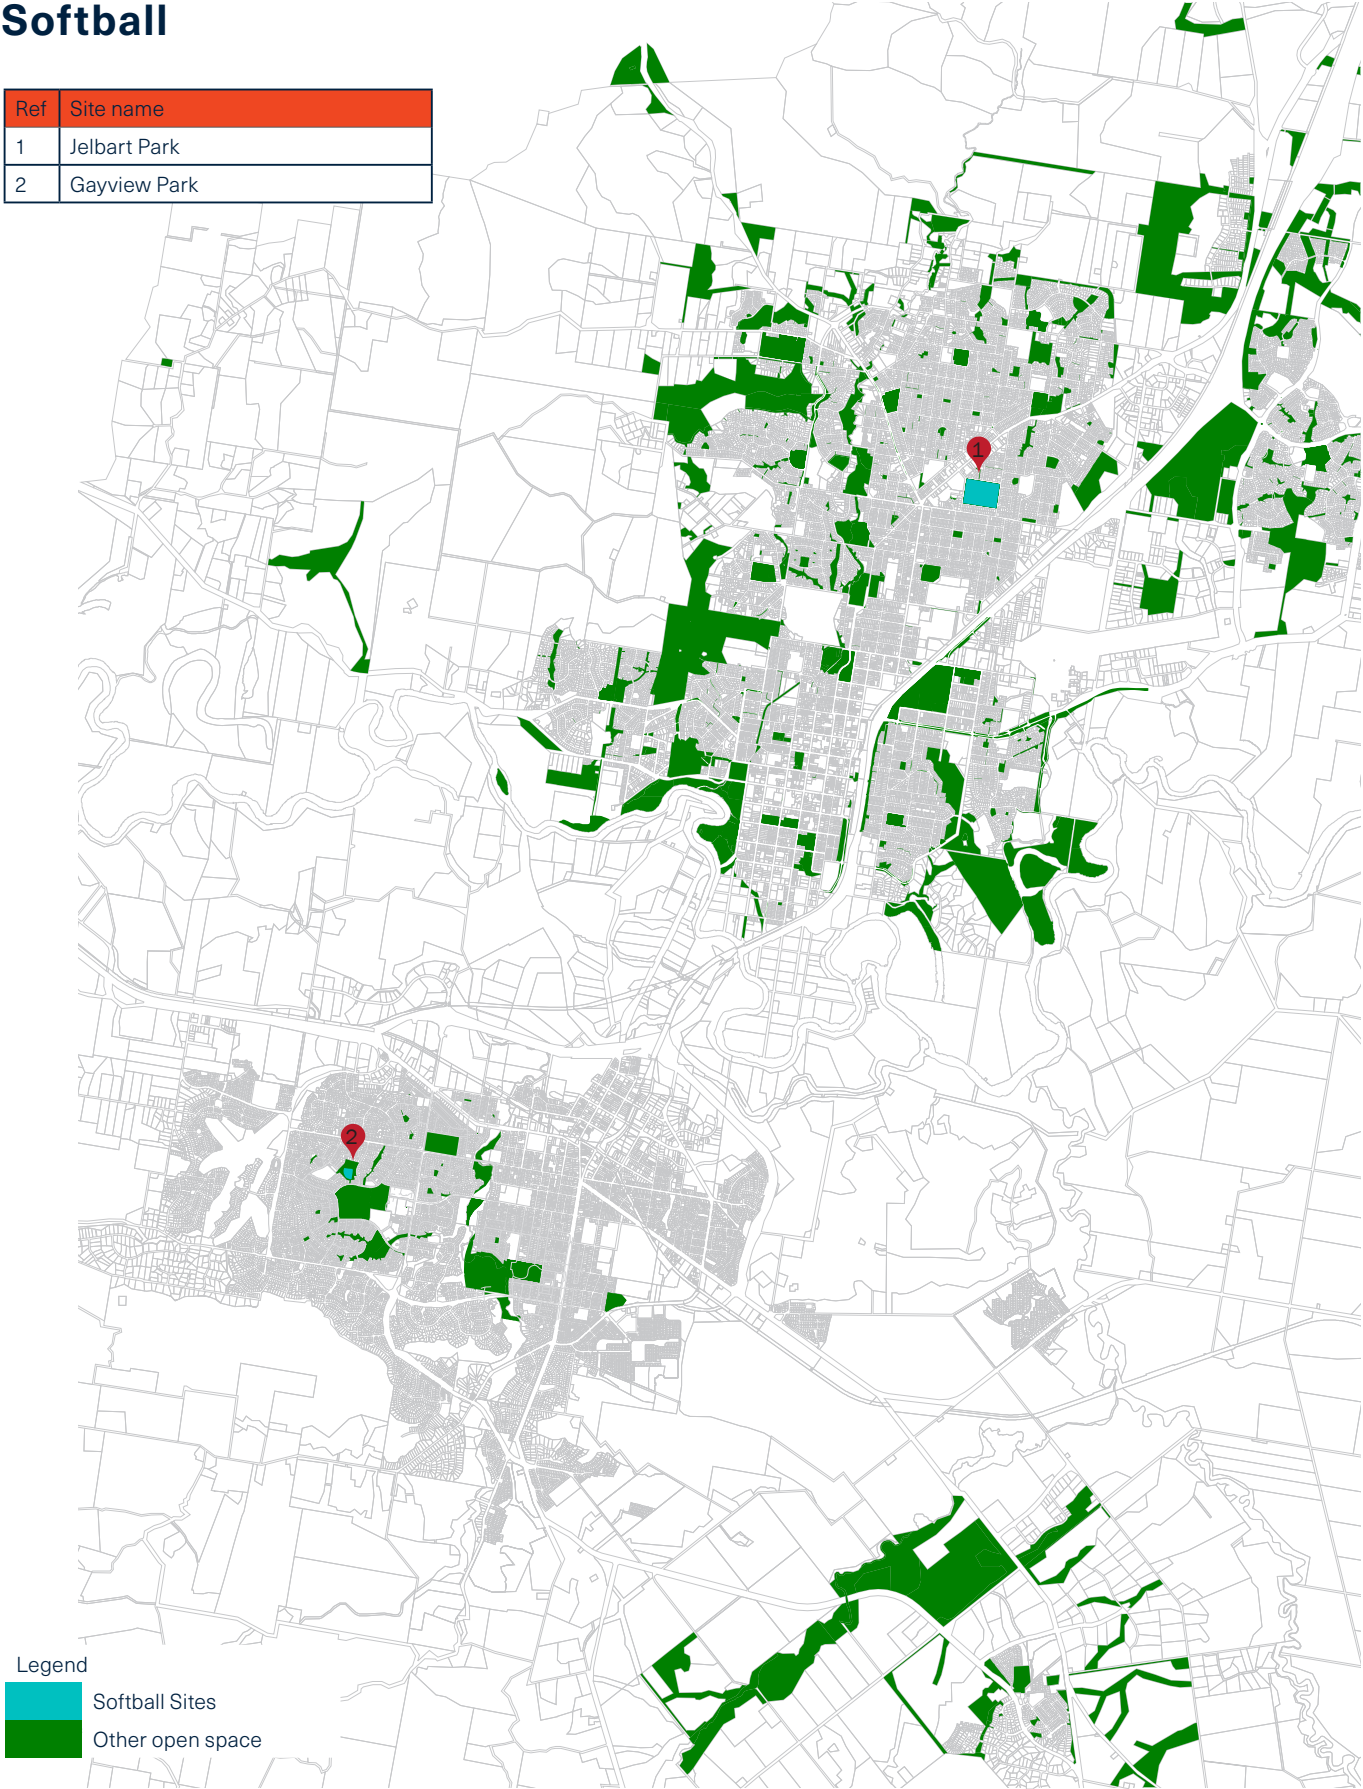 Softball
Ref Site name
1 Jelbart Park
2 Gayview Park
1
2
Legend
Softball Sites
Other open space